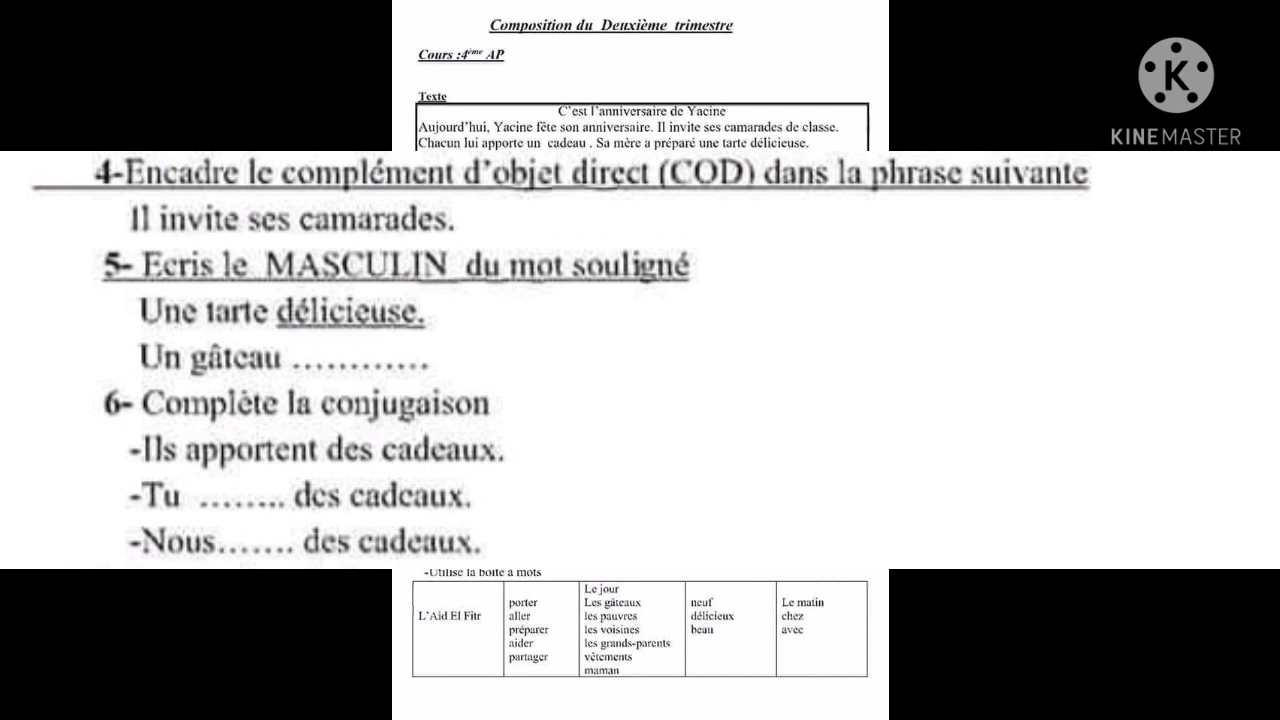 Composition du Deuxième trimestre
Cours :4ème AP
Texte
C'est l'anniversaire de Yacine
Aujourd'hui, Yacine fête son anniversaire. Il invite ses camarades de classe.
Chacun lui apporte un cadeau . Sa mère a préparé une tarte délicieuse.
KINEMASTER
4-Encadre le complément d'objet direct (COD) dans la phrase suivante
Il invite ses camarades.
5- Ecris le MASCULIN du mot souligné
Une tarte délicieuse.
Un gâteau …………
6- Complète la conjugaison
-Ils apportent des cadeaux.
-Tu …….. des cadeaux.
-Nous……. des cadeaux.
-Utilise la boite à mots
L'Aid El Fitr
porter
aller
préparer
aider
partager
Le jour
Les gâteaux
les pauvres
les voisines
les grands-parents
vêtements
maman
neuf
délicieux
beau
Le matin
chez
avec